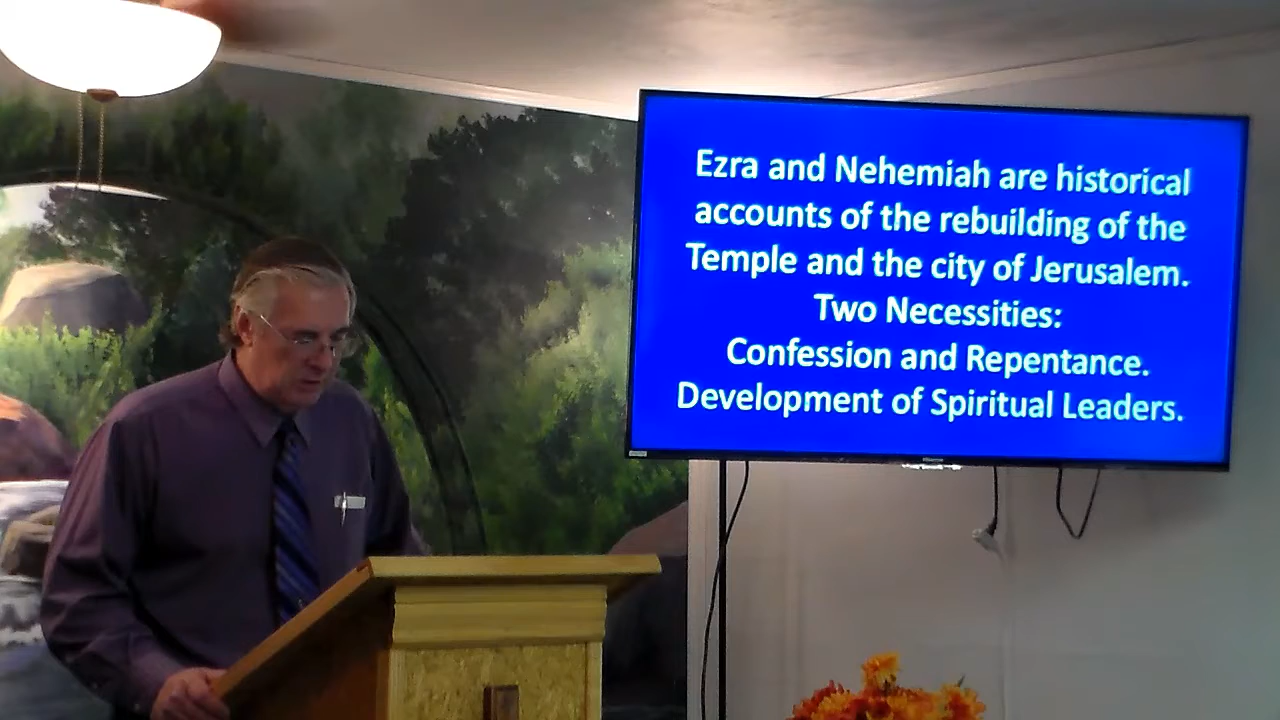 Ezra and Nehemiah are historical
accounts of the rebuilding of the
Temple and the city of Jerusalem.
Two Necessities:
Confession and Repentance.
Development of Spiritual Leaders.